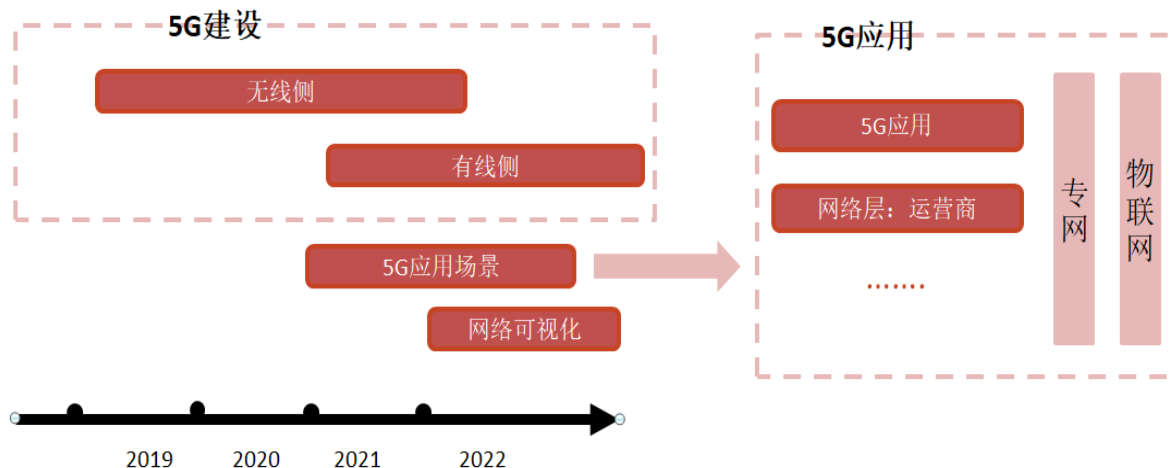 5G建设
无线侧
有线侧
5G应用场景
网络可视化
2019 2020 2021 2022
5G应用
5G应用
网络层：运营商
.......
专网
物联网